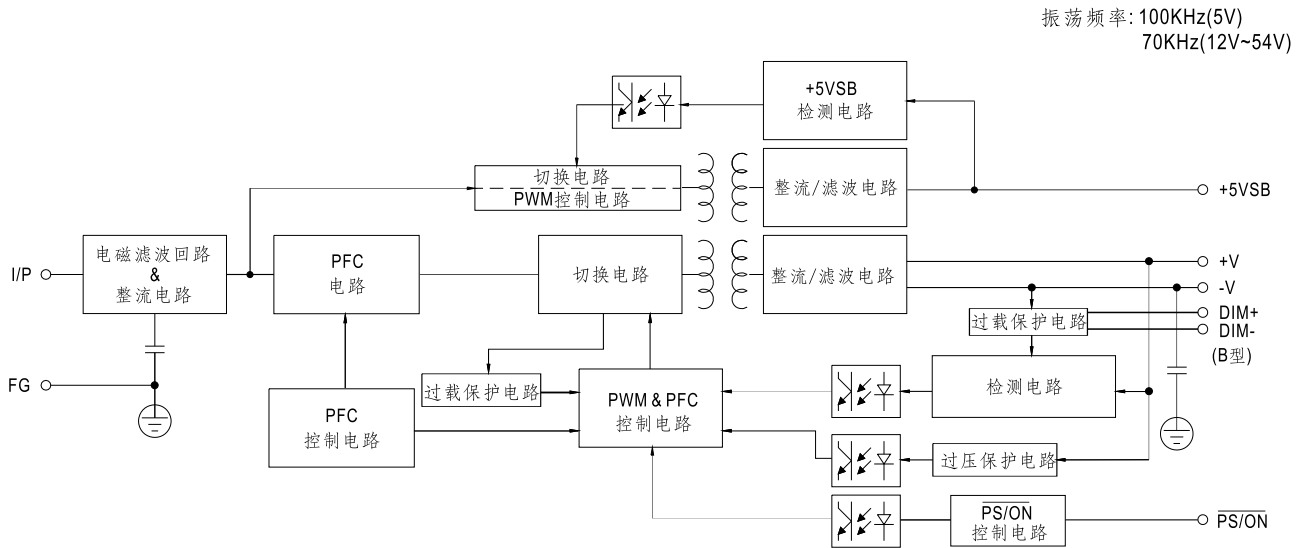 振荡频率: 100KHz(5V)
70KHz(12V~54V)
+5VSB
检测电路
切换电路
PWM控制电路
整流/滤波电路
+5VSB
I/P
电磁滤波回路
&
整流电路
PFC
电路
切换电路
整流/滤波电路
+V
-V
过载保护电路
DIM+
DIM-
(B型)
FG
过载保护电路
PFC
控制电路
PWM & PFC
控制电路
检测电路
过压保护电路
PS/ON
控制电路
PS/ON